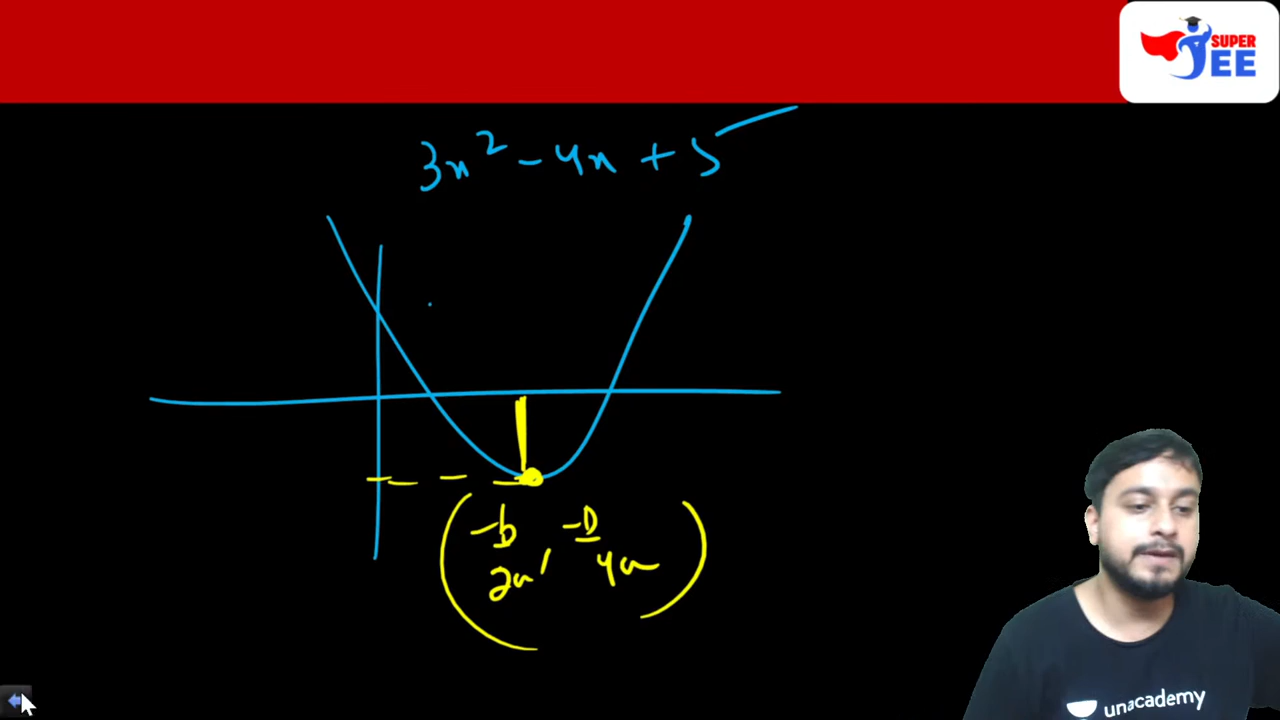 SUPER
JEE
3x² - 4x + 5
(-b/2a, -D/4a)
unacademy